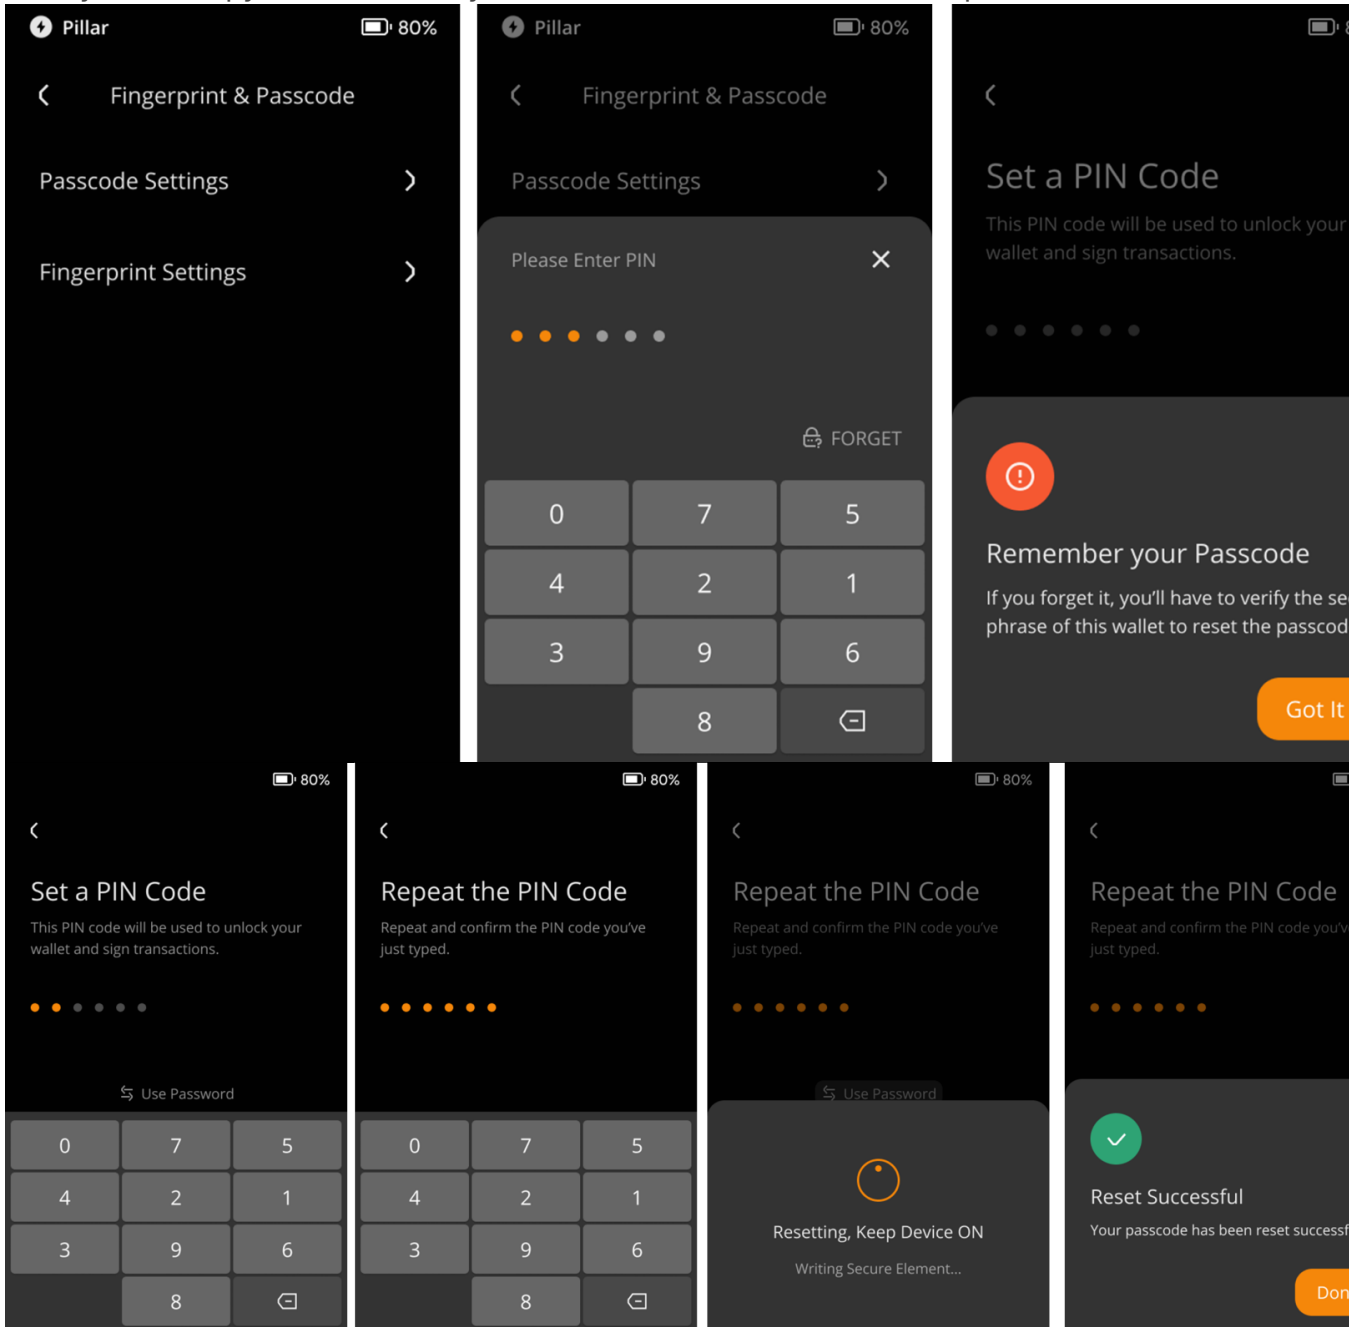 Pillar
80%
Fingerprint & Passcode
Passcode Settings
Fingerprint Settings
Pillar
80%
Fingerprint & Passcode
Passcode Settings
Please Enter PIN
FORGET
0 7 5
4 2 1
3 9 6
8
Set a PIN Code
This PIN code will be used to unlock your
wallet and sign transactions.
Remember your Passcode
If you forget it, you'll have to verify the
phrase of this wallet to reset the
Got It
80%
Set a PIN Code
This PIN code will be used to unlock your
wallet and sign transactions.
Use Password
0 7 5
4 2 1
3 9 6
8
80%
Repeat the PIN Code
Repeat and confirm the PIN code you've
just typed.
0 7 5
4 2 1
3 9 6
8
80%
Repeat the PIN Code
Repeat and confirm the PIN code you've
just typed.
Use Password
Resetting, Keep Device ON
Writing Secure Element...
Repeat the PIN Code
Repeat and confirm the PIN code you've
just typed.
Reset Successful
Your passcode has been reset